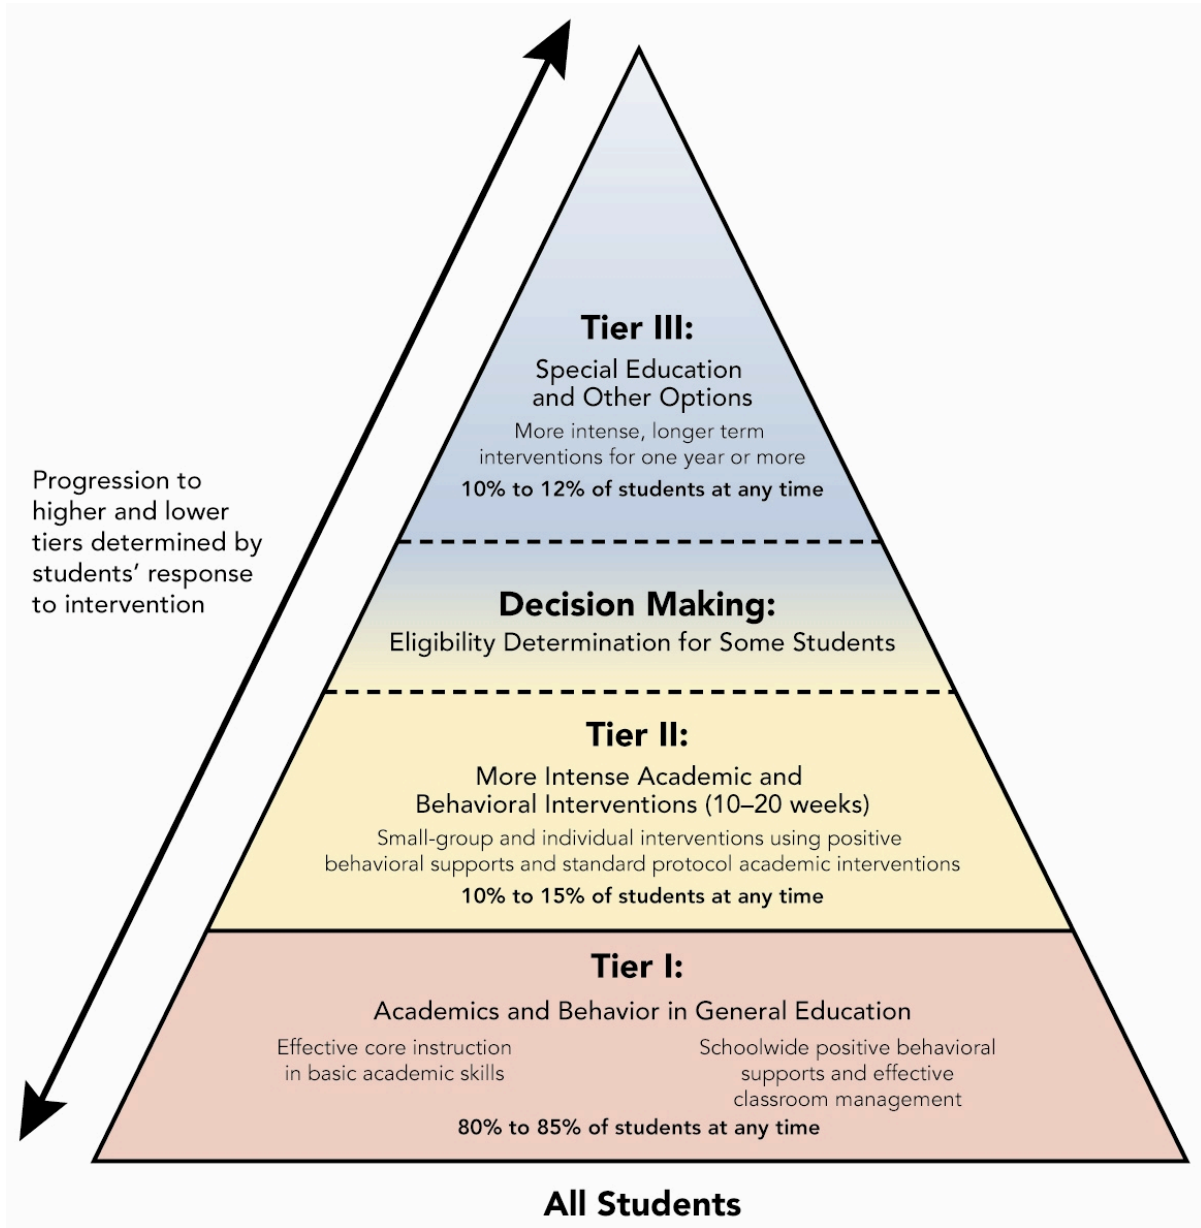 Tier III:
Special Education
and Other Options
More intense, longer term
interventions for one year or more
10% to 12% of students at any time
Progression to
higher and lower
tiers determined by
students’ response
to intervention
Decision Making:
Eligibility Determination for Some Students
Tier II:
More Intense Academic and
Behavioral Interventions (10–20 weeks)
Small-group and individual interventions using positive
behavioral supports and standard protocol academic interventions
10% to 15% of students at any time
Tier I:
Academics and Behavior in General Education
Effective core instruction
in basic academic skills
Schoolwide positive behavioral
supports and effective
classroom management
80% to 85% of students at any time
All Students